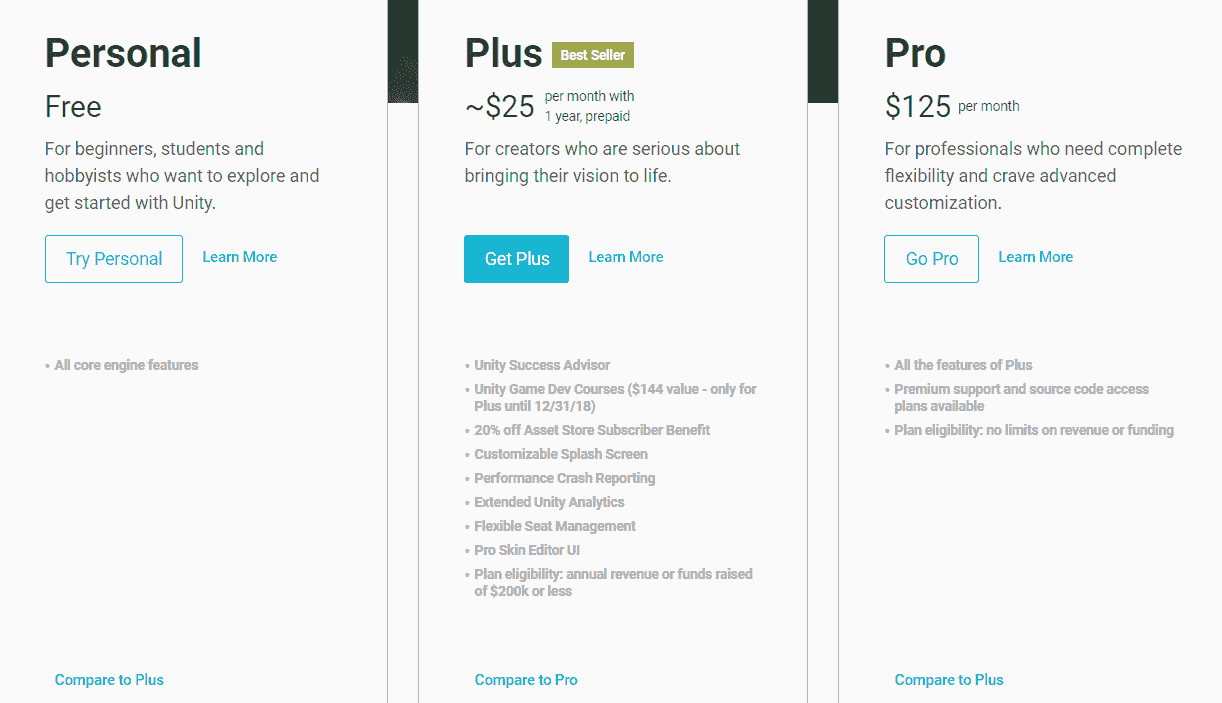 Personal
Free
For beginners, students and
hobbyists who want to explore and
get started with Unity.
Try Personal
Learn More
• All core engine features
Compare to Plus
Plus
Best Seller
~$25
per month with
1 year, prepaid
For creators who are serious about
bringing their vision to life.
Get Plus
Learn More
• Unity Success Advisor
• Unity Game Dev Courses ($144 value - only for
Plus until 12/31/18)
• 20% off Asset Store Subscriber Benefit
• Customizable Splash Screen
• Performance Crash Reporting
• Extended Unity Analytics
• Flexible Seat Management
• Pro Skin Editor UI
• Plan eligibility: annual revenue or funds raised
of $200k or less
Compare to Pro
Pro
$125
per month
For professionals who need complete
flexibility and crave advanced
customization.
Go Pro
Learn More
• All the features of Plus
• Premium support and source code access
plans available
• Plan eligibility: no limits on revenue or funding
Compare to Plus